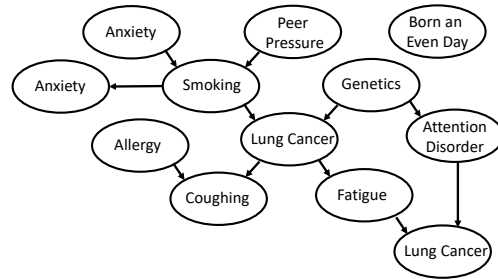 Anxiety
Peer
Pressure
Born an
Even Day
Anxiety
Smoking
Genetics
Allergy
Lung Cancer
Attention
Disorder
Coughing
Fatigue
Lung Cancer